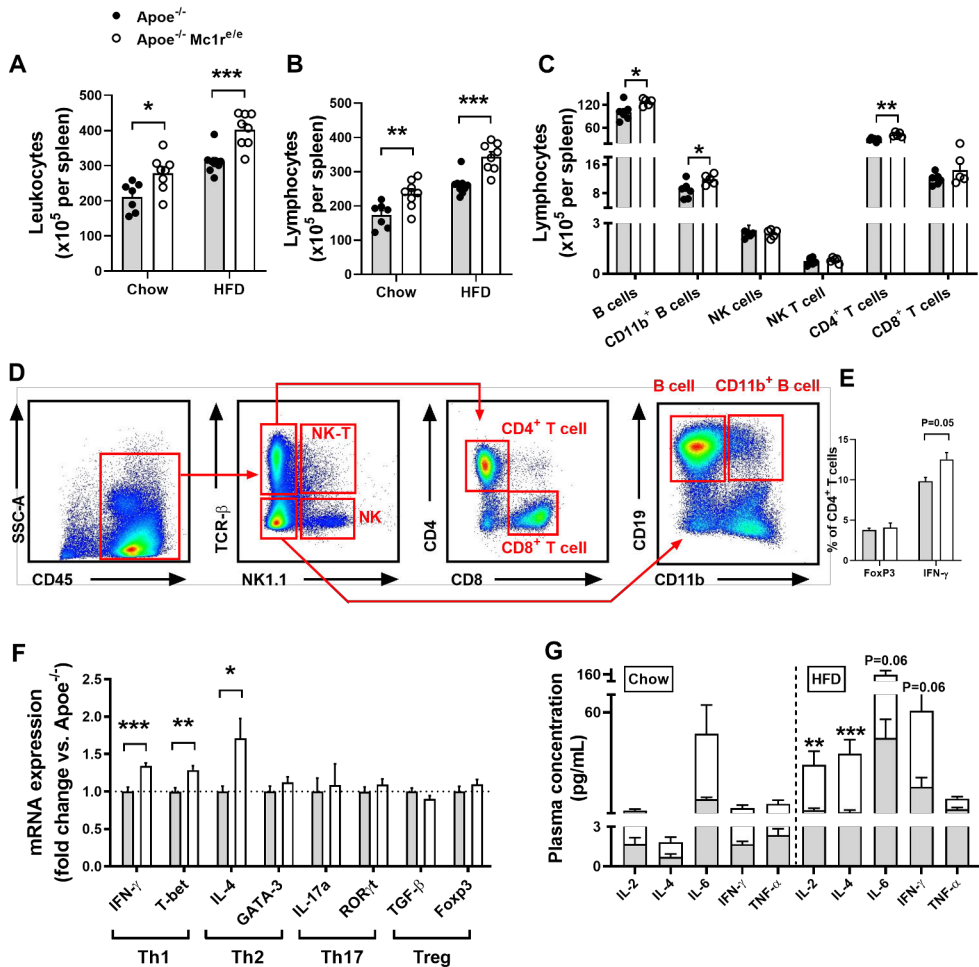 Apoe-/-
Apoe-/- Mc1re/e
A
Leukocytes
(x10^5 per spleen)
500
400
300
200
100
0
*
***
Chow
HFD
B
Lymphocytes
(x10^5 per spleen)
500
400
300
200
100
0
**
***
Chow
HFD
C
Lymphocytes
(x10^5 per spleen)
120
60
16
8
3
0
*
*
**
B cells
CD11b+ B cells
NK cells
NK T cell
CD4+ T cells
CD8+ T cells
D
SSC-A
CD45
TCR-β
NK1.1
NK-T
NK
CD4
CD8
CD4+ T cell
CD8+ T cell
B cell
CD11b+ B cell
CD19
CD11b
E
% of CD4+ T cells
15
10
5
0
P=0.05
FoxP3
IFN-γ
F
mRNA expression
(fold change vs. Apoe-/-)
2.5
2.0
1.5
1.0
0.5
0.0
***
**
*
IFN-γ
T-bet
IL-4
GATA-3
IL-17a
RORγt
TGF-β
Foxp3
Th1
Th2
Th17
Treg
G
Plasma concentration
(pg/mL)
160
60
3
0
Chow
HFD
**
***
P=0.06
P=0.06
IL-2
IL-4
IL-6
IFN-γ
TNF-α
IL-2
IL-4
IL-6
IFN-γ
TNF-α